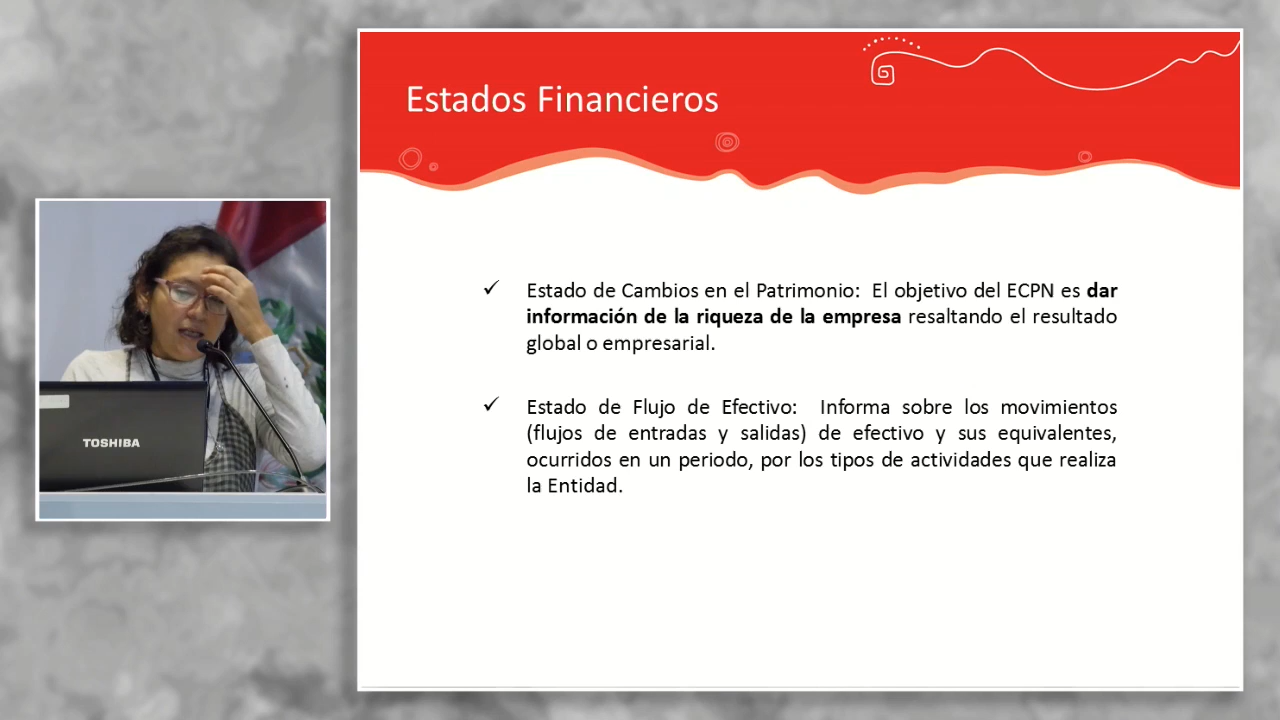 Estados Financieros
✓ Estado de Cambios en el Patrimonio: El objetivo del ECPN es dar
información de la riqueza de la empresa resaltando el resultado
global o empresarial.
✓ Estado de Flujo de Efectivo: Informa sobre los movimientos
(flujos de entradas y salidas) de efectivo y sus equivalentes,
ocurridos en un periodo, por los tipos de actividades que realiza
la Entidad.
TOSHIBA